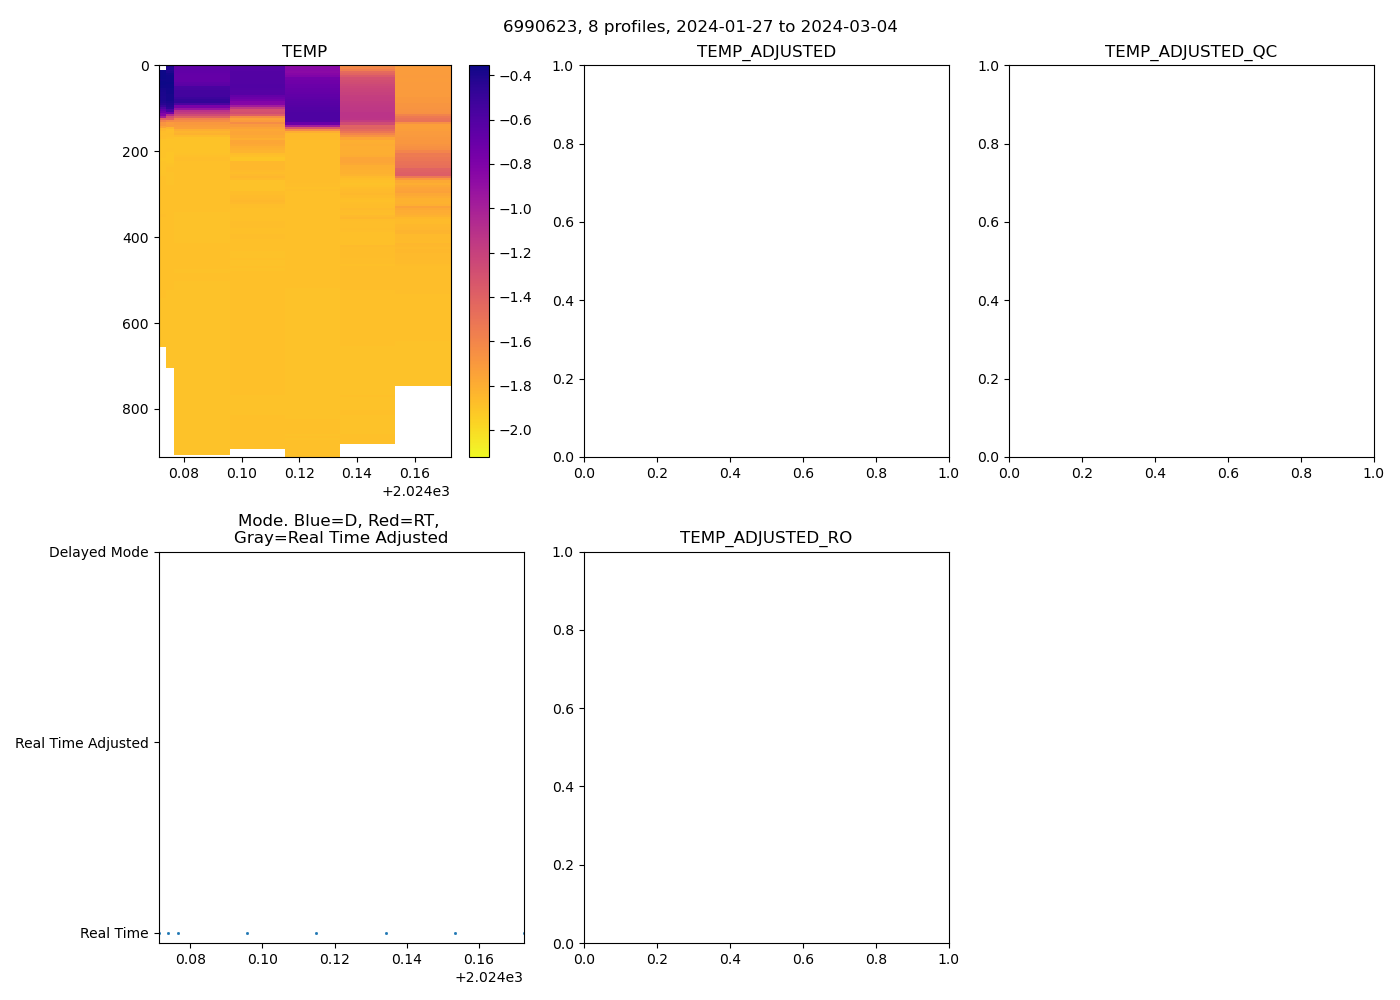 6990623, 8 profiles, 2024-01-27 to 2024-03-04
TEMP
0
200
400
600
800
0.08 0.10 0.12 0.14 0.16
+2.024e3
−0.4
−0.6
−0.8
−1.0
−1.2
−1.4
−1.6
−1.8
−2.0
TEMP_ADJUSTED
1.0
0.8
0.6
0.4
0.2
0.0
0.0 0.2 0.4 0.6 0.8 1.0
TEMP_ADJUSTED_QC
1.0
0.8
0.6
0.4
0.2
0.0
0.0 0.2 0.4 0.6 0.8 1.0
Mode. Blue=D, Red=RT,
Gray=Real Time Adjusted
Delayed Mode
Real Time Adjusted
Real Time
0.08 0.10 0.12 0.14 0.16
+2.024e3
TEMP_ADJUSTED_RO
1.0
0.8
0.6
0.4
0.2
0.0
0.0 0.2 0.4 0.6 0.8 1.0